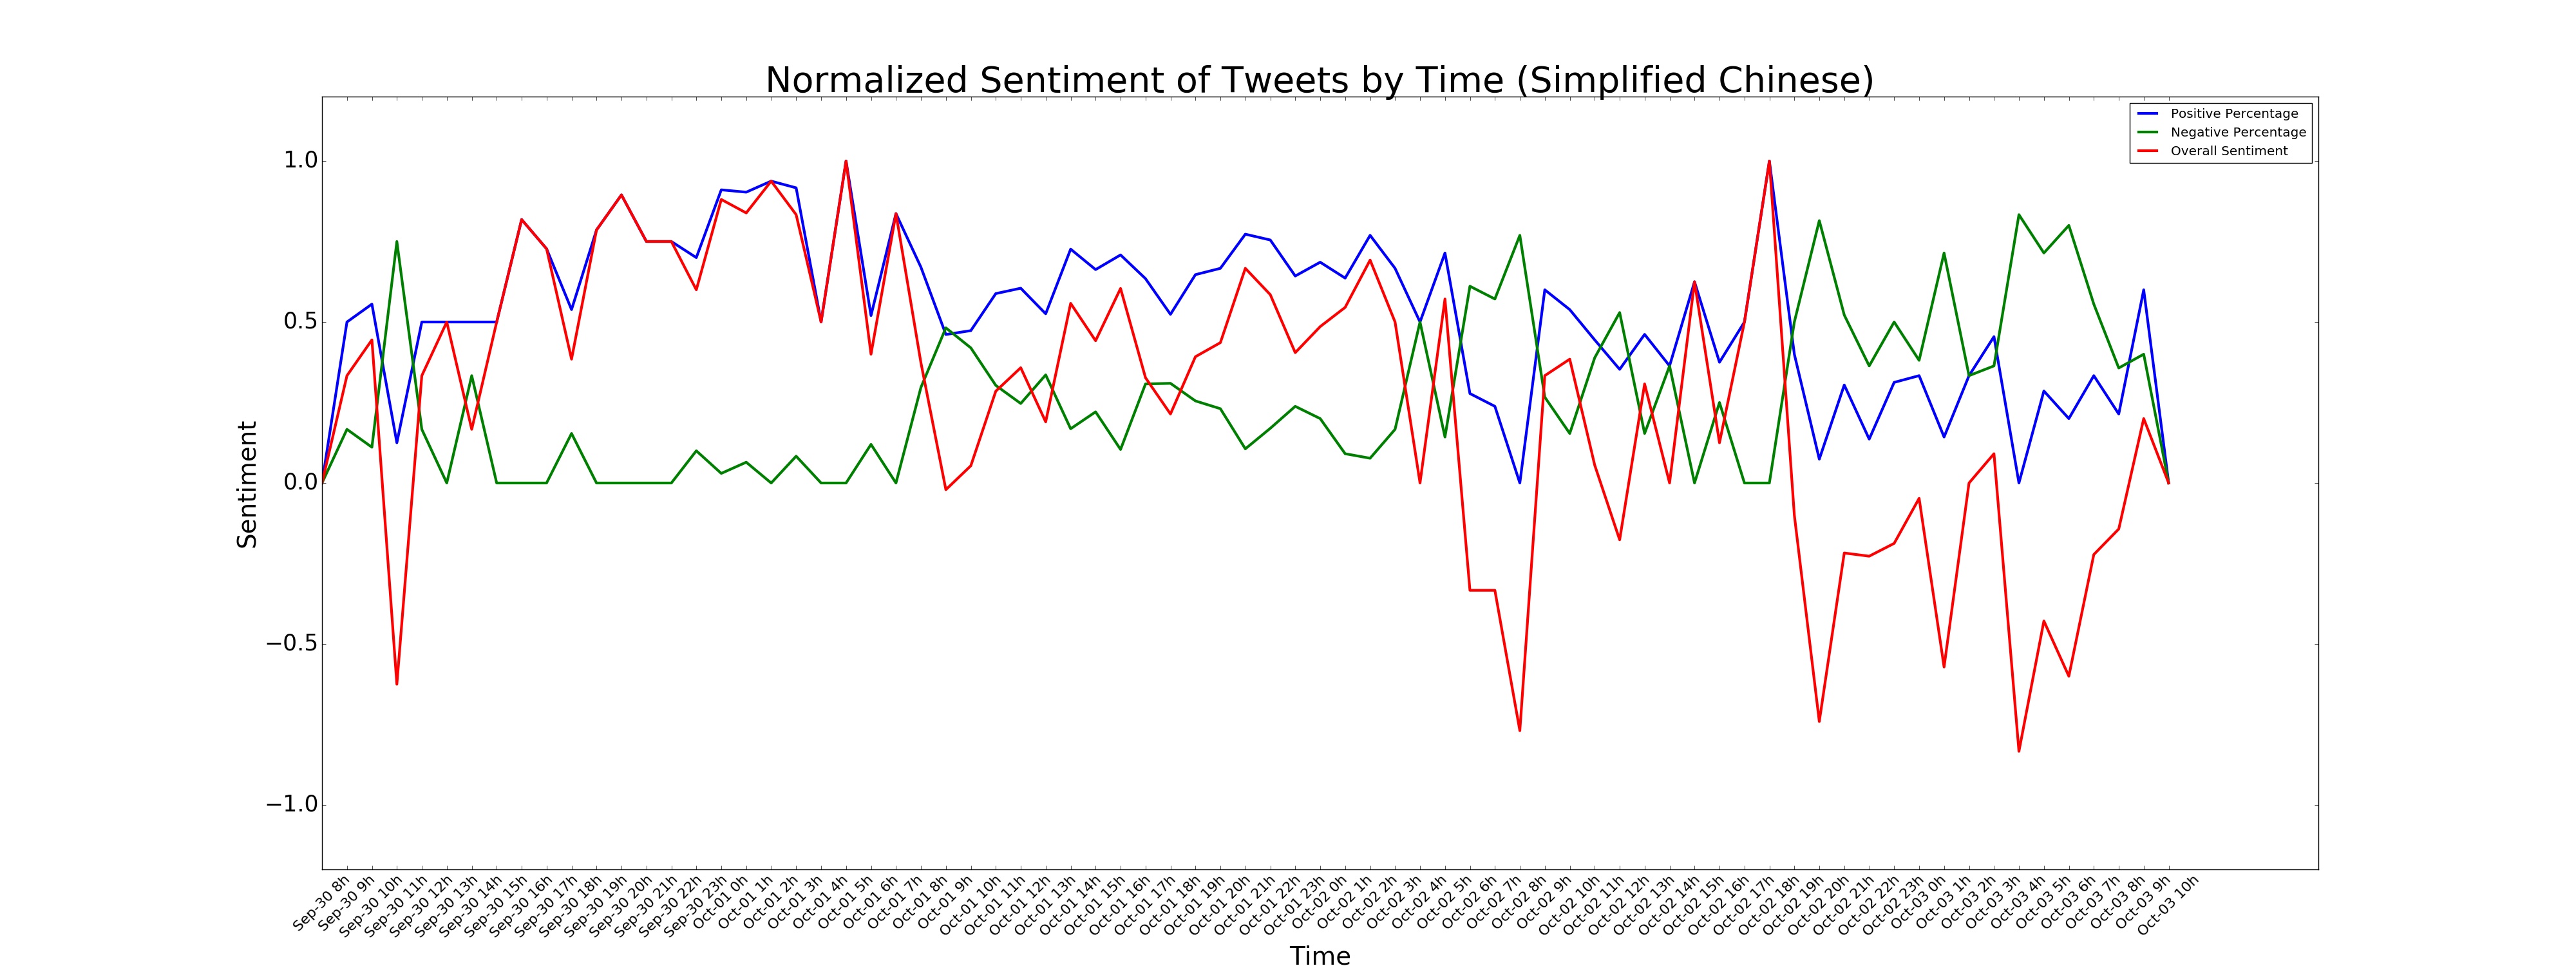 Normalized Sentiment of Tweets by Time (Simplified Chinese)
Positive Percentage
Negative Percentage
Overall Sentiment
1.0
0.5
0.0
−0.5
−1.0
Sentiment
Sep-30 8h
Sep-30 9h
Sep-30 10h
Sep-30 11h
Sep-30 12h
Sep-30 13h
Sep-30 14h
Sep-30 15h
Sep-30 16h
Sep-30 17h
Sep-30 18h
Sep-30 19h
Sep-30 20h
Sep-30 21h
Sep-30 22h
Sep-30 23h
Oct-01 0h
Oct-01 1h
Oct-01 2h
Oct-01 3h
Oct-01 4h
Oct-01 5h
Oct-01 6h
Oct-01 7h
Oct-01 8h
Oct-01 9h
Oct-01 10h
Oct-01 11h
Oct-01 12h
Oct-01 13h
Oct-01 14h
Oct-01 15h
Oct-01 16h
Oct-01 17h
Oct-01 18h
Oct-01 19h
Oct-01 20h
Oct-01 21h
Oct-01 22h
Oct-01 23h
Oct-02 0h
Oct-02 1h
Oct-02 2h
Oct-02 3h
Oct-02 4h
Oct-02 5h
Oct-02 6h
Oct-02 7h
Oct-02 8h
Oct-02 9h
Oct-02 10h
Oct-02 11h
Oct-02 12h
Oct-02 13h
Oct-02 14h
Oct-02 15h
Oct-02 16h
Oct-02 17h
Oct-02 18h
Oct-02 19h
Oct-02 20h
Oct-02 21h
Oct-02 22h
Oct-02 23h
Oct-03 0h
Oct-03 1h
Oct-03 2h
Oct-03 3h
Oct-03 4h
Oct-03 5h
Oct-03 6h
Oct-03 7h
Oct-03 8h
Oct-03 9h
Oct-03 10h
Time